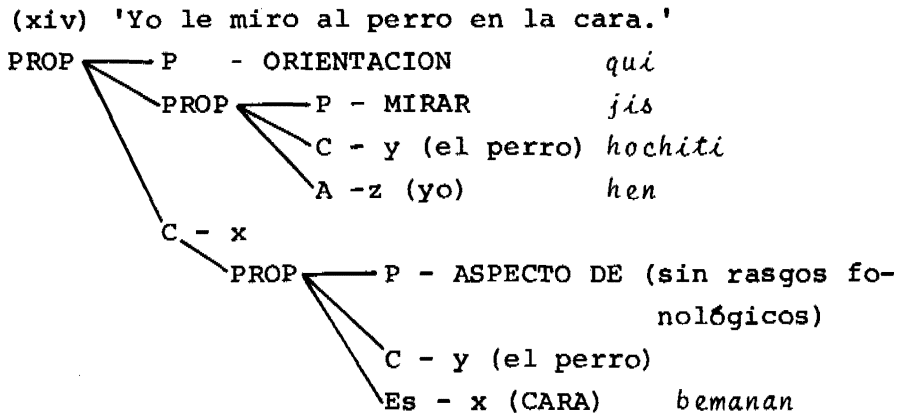 (xiv) 'Yo le miro al perro en la cara.'
PROP P - ORIENTACION qui
PROP P - MIRAR jis
C - y (el perro) hochiti
A -z (yo) hen
C - x
PROP P - ASPECTO DE (sin rasgos fo-
nológicos)
C - y (el perro)
Es - x (CARA) bemanan